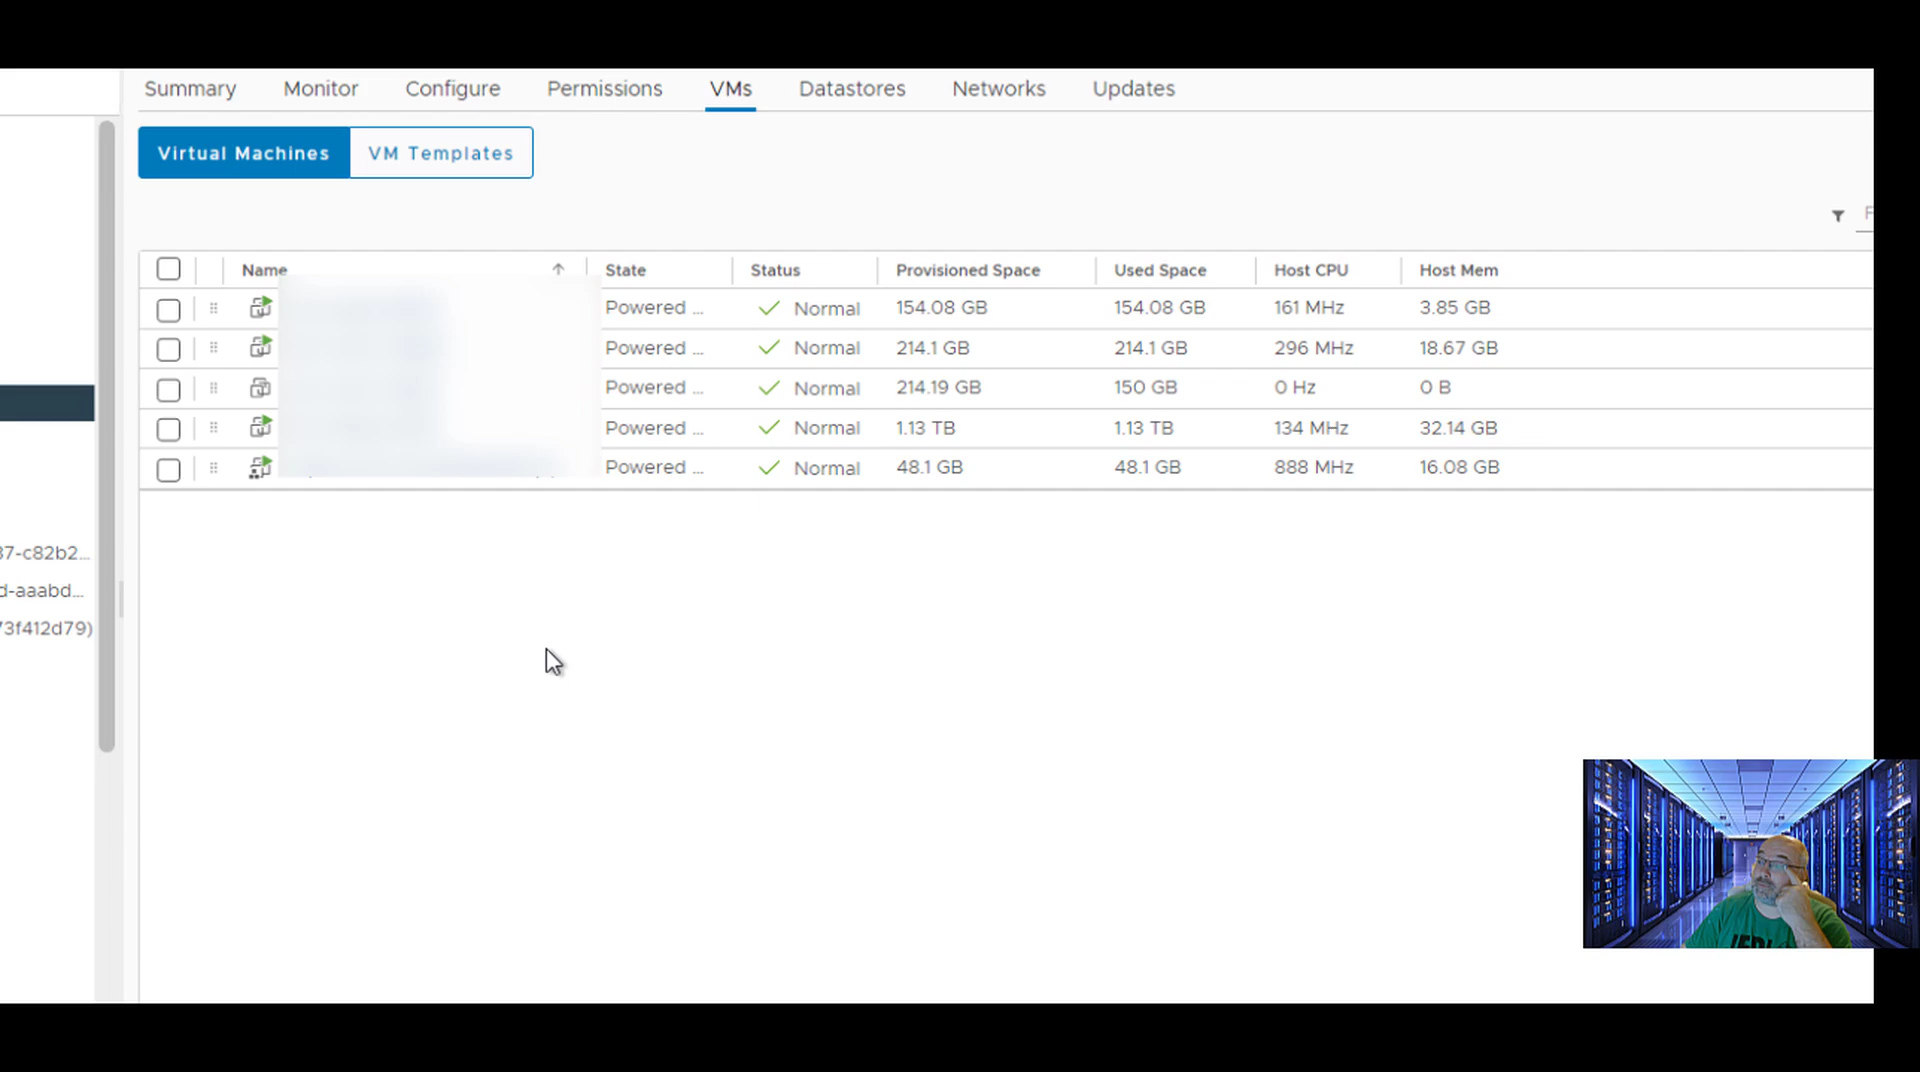 Summary Monitor Configure Permissions VMs Datastores Networks Updates
Virtual Machines VM Templates
Name State Status Provisioned Space Used Space Host CPU Host Mem
Powered ... Normal 154.08 GB 154.08 GB 161 MHz 3.85 GB
Powered ... Normal 214.1 GB 214.1 GB 296 MHz 18.67 GB
Powered ... Normal 214.19 GB 150 GB 0 Hz 0 B
Powered ... Normal 1.13 TB 1.13 TB 134 MHz 32.14 GB
Powered ... Normal 48.1 GB 48.1 GB 888 MHz 16.08 GB
37-c82b2...
d-aaabd...
73f412d79)